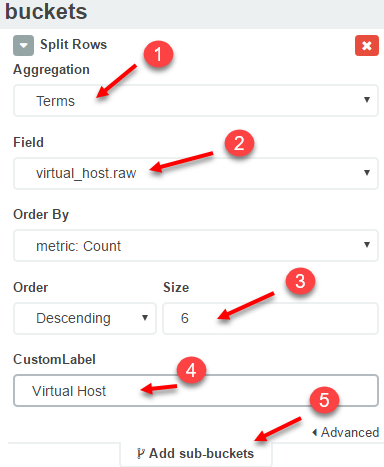 buckets
Split Rows
Aggregation
1
Terms
Field
2
virtual_host.raw
Order By
metric: Count
Order Size
3
Descending 6
CustomLabel
4
Virtual Host
5
Advanced
Add sub-buckets